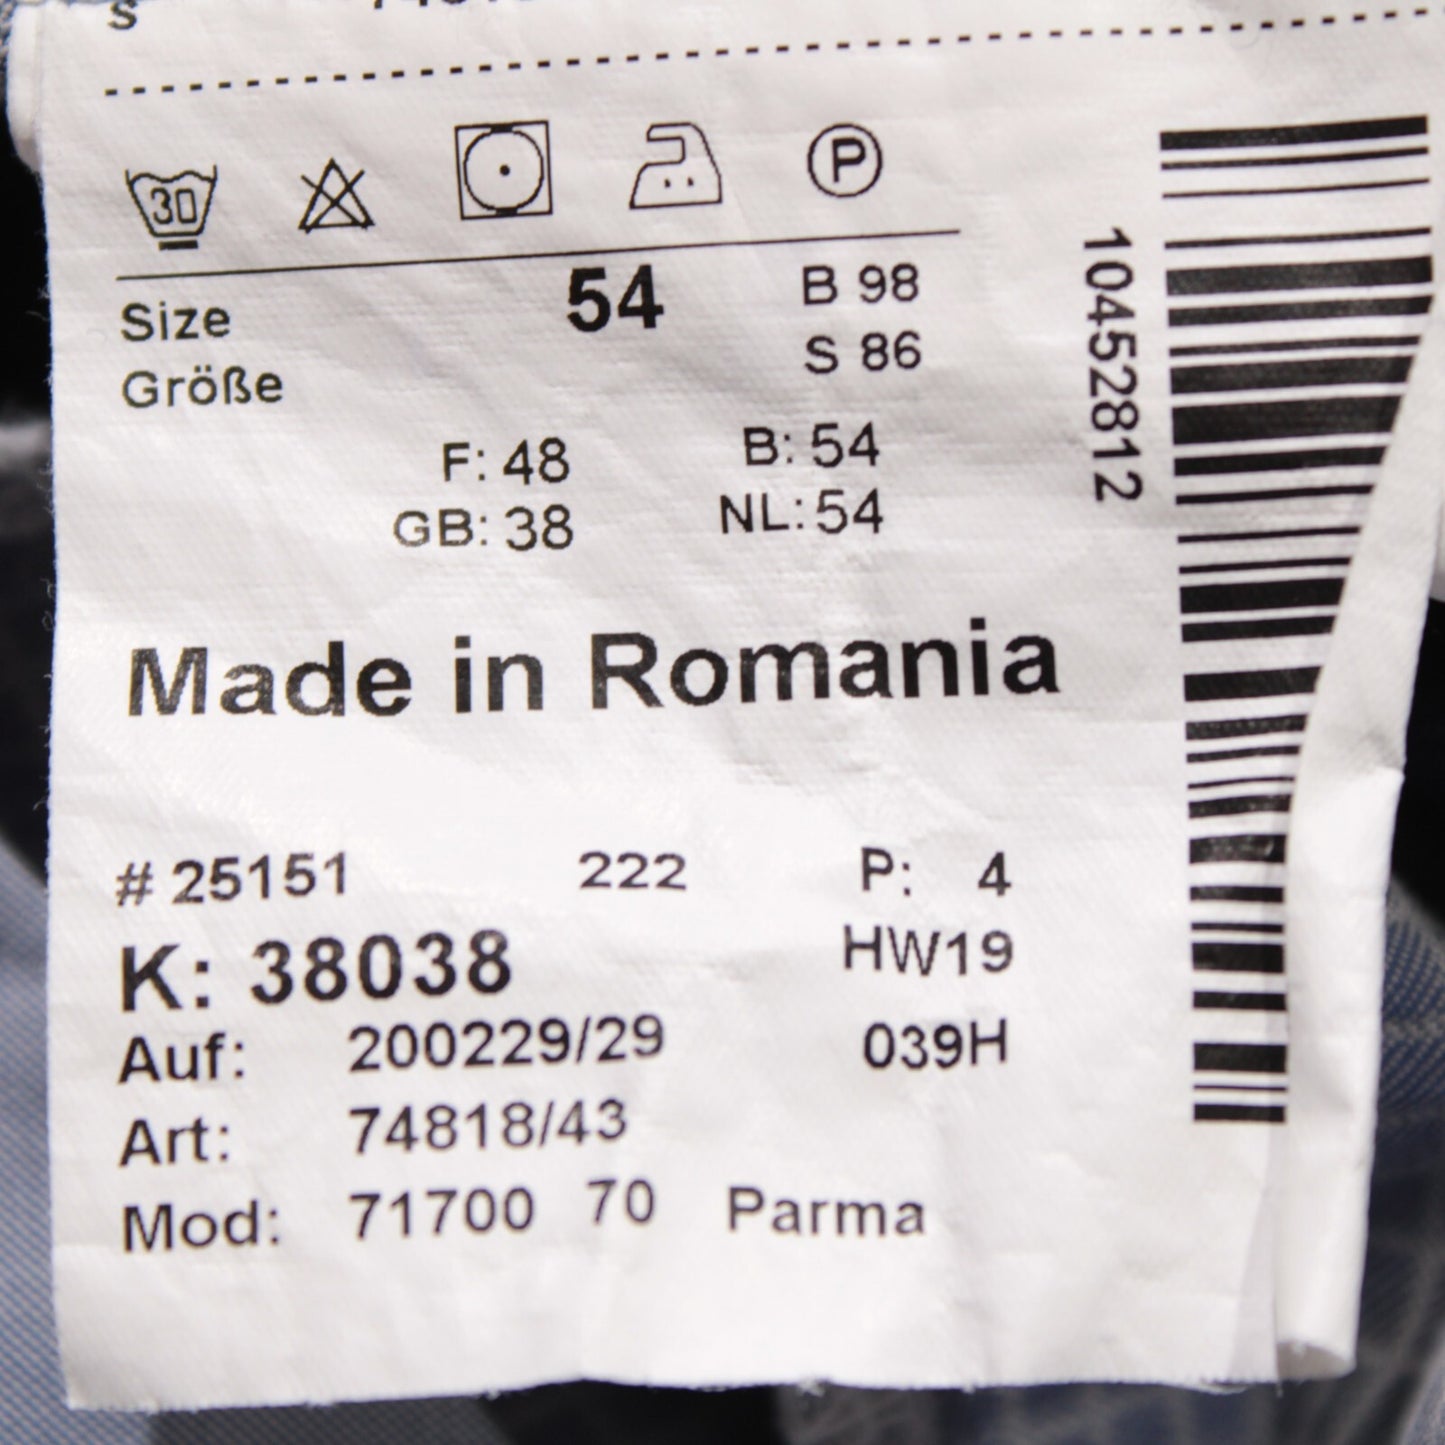 s
30
P
Size 54 B 98
Größe S 86
F: 48 B: 54
GB: 38 NL: 54
Made in Romania
# 25151 222 P: 4
K: 38038 HW19
Auf: 200229/29 039H
Art: 74818/43
Mod: 71700 70 Parma
10452812